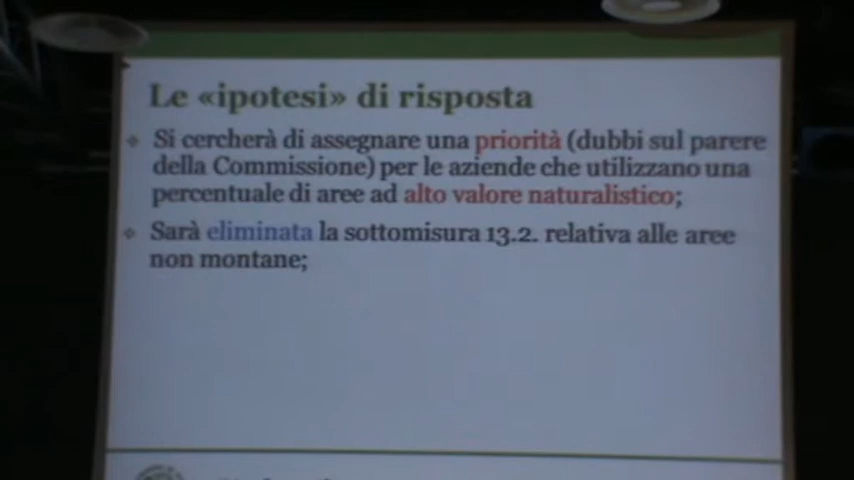 Le «ipotesi» di risposta
Si cercherà di assegnare una priorità (dubbi sul parere
della Commissione) per le aziende che utilizzano una
percentuale di aree ad alto valore naturalistico;
Sarà eliminata la sottomisura 13.2. relativa alle aree
non montane;